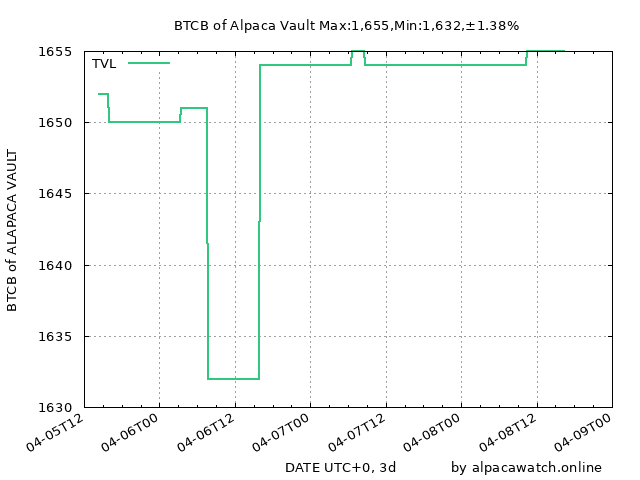 BTCB of Alpaca Vault Max:1,655,Min:1,632,±1.38%
TVL
1655
1650
1645
1640
1635
1630
BTCB of ALAPACA VAULT
04-05T12
04-06T00
04-06T12
04-07T00
04-07T12
04-08T00
04-08T12
04-09T00
DATE UTC+0, 3d
by alpacawatch.online